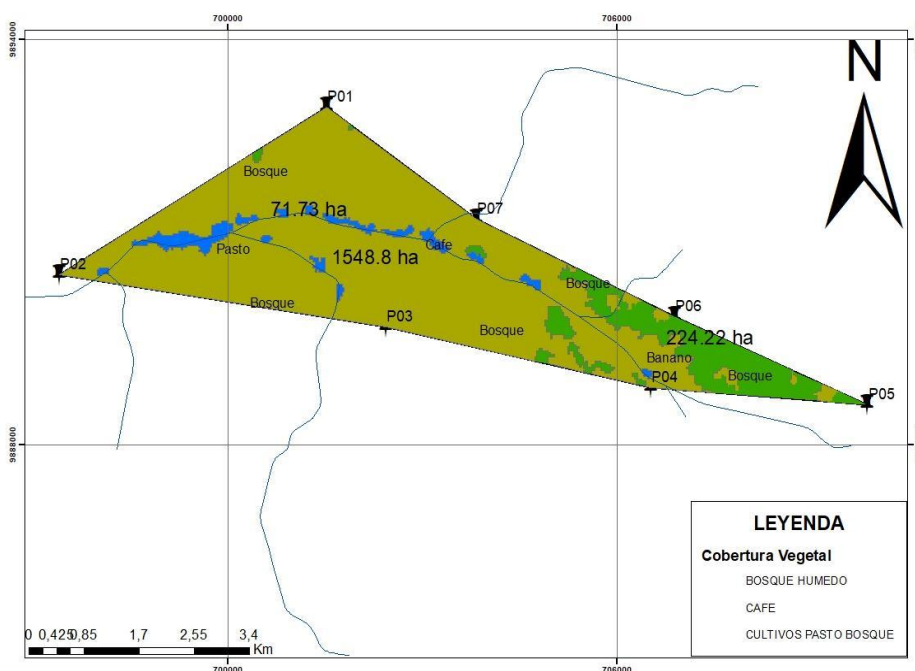 700000
706000
9894000
N
P01
Bosque
71.73 ha
P07
Cafe
Pasto
1548.8 ha
P02
Bosque
Bosque
P03
Bosque
P06
224.22 ha
Banano
Bosque
P04
P05
9888000
LEYENDA
Cobertura Vegetal
BOSQUE HUMEDO
CAFE
CULTIVOS PASTO BOSQUE
0 0,425 0,85 1,7 2,55 3,4
Km
700000
706000